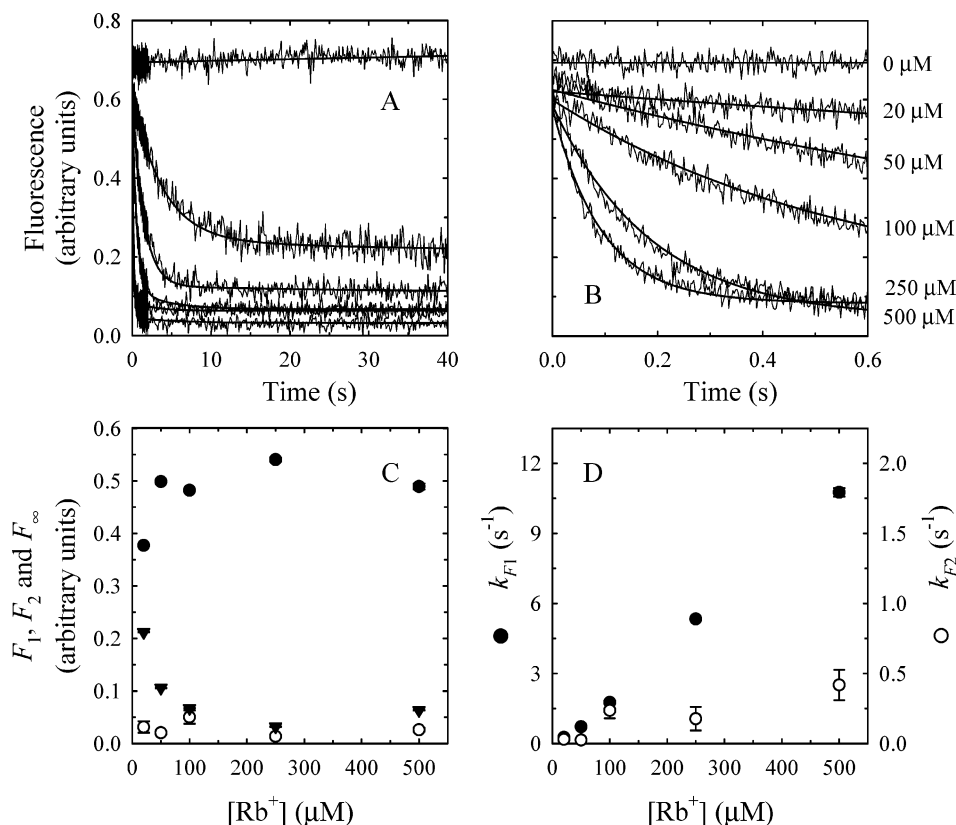 0.8
0.6
0.4
0.2
0.0
Fluorescence
(arbitrary units)
A
0 10 20 30 40
Time (s)
B
0 µM
20 µM
50 µM
100 µM
250 µM
500 µM
0.0 0.2 0.4 0.6
Time (s)
0.6
0.5
0.4
0.3
0.2
0.1
0.0
F₁, F₂ and F∞
(arbitrary units)
C
0 100 200 300 400 500
[Rb⁺] (µM)
12
9
6
3
0
k_F1 (s⁻¹)
D
2.0
1.5
1.0
0.5
0.0
k_F2 (s⁻¹)
0 100 200 300 400 500
[Rb⁺] (µM)